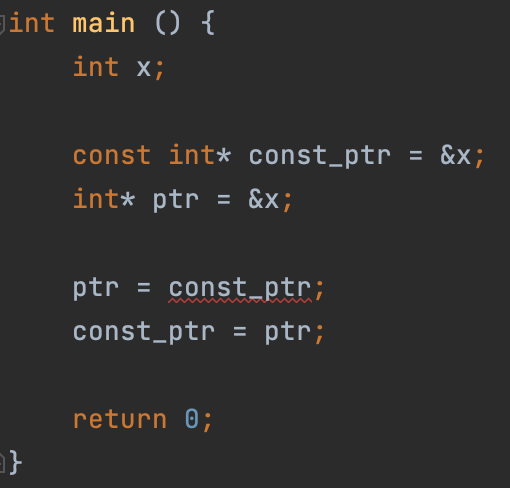 int main () {
int x;
const int* const_ptr = &x;
int* ptr = &x;
ptr = const_ptr;
const_ptr = ptr;
return 0;
}